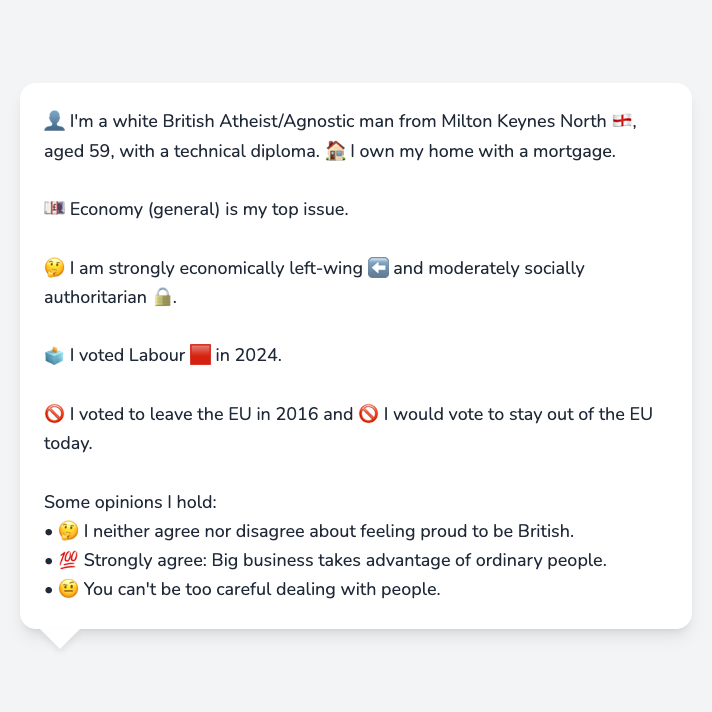 👤 I'm a white British Atheist/Agnostic man from Milton Keynes North 🏴󠁧󠁢󠁥󠁮󠁧󠁿,
aged 59, with a technical diploma. 🏠 I own my home with a mortgage.
💷 Economy (general) is my top issue.
🤔 I am strongly economically left-wing ⬅️ and moderately socially
authoritarian 🔒.
🗳️ I voted Labour 🟥 in 2024.
🚫 I voted to leave the EU in 2016 and 🚫 I would vote to stay out of the EU
today.
Some opinions I hold:
• 🤔 I neither agree nor disagree about feeling proud to be British.
• 💯 Strongly agree: Big business takes advantage of ordinary people.
• 🤨 You can't be too careful dealing with people.